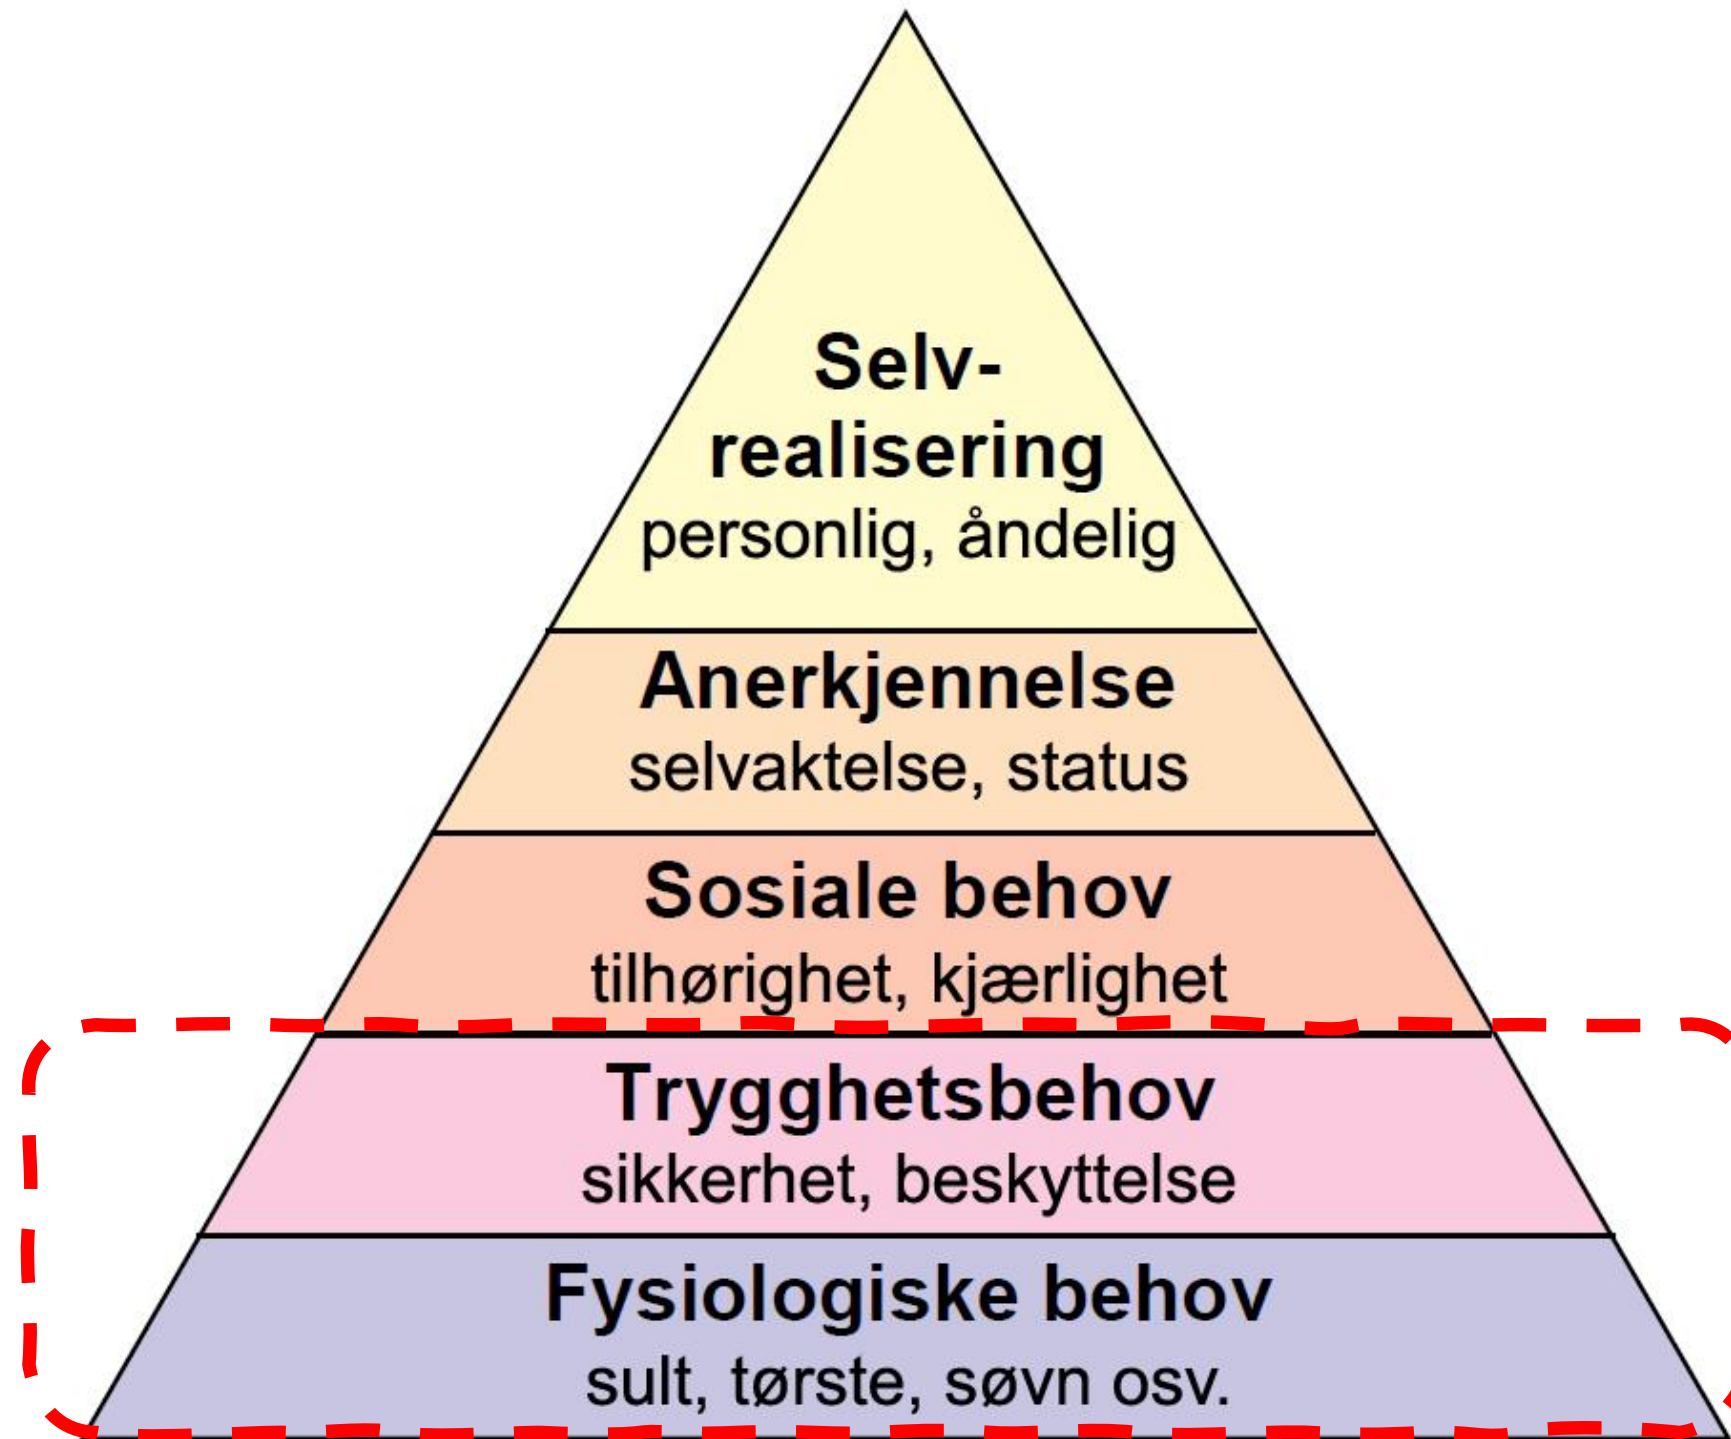 Selv-
realisering
personlig, åndelig
Anerkjennelse
selvaktelse, status
Sosiale behov
tilhørighet, kjærlighet
Trygghetsbehov
sikkerhet, beskyttelse
Fysiologiske behov
sult, tørste, søvn osv.